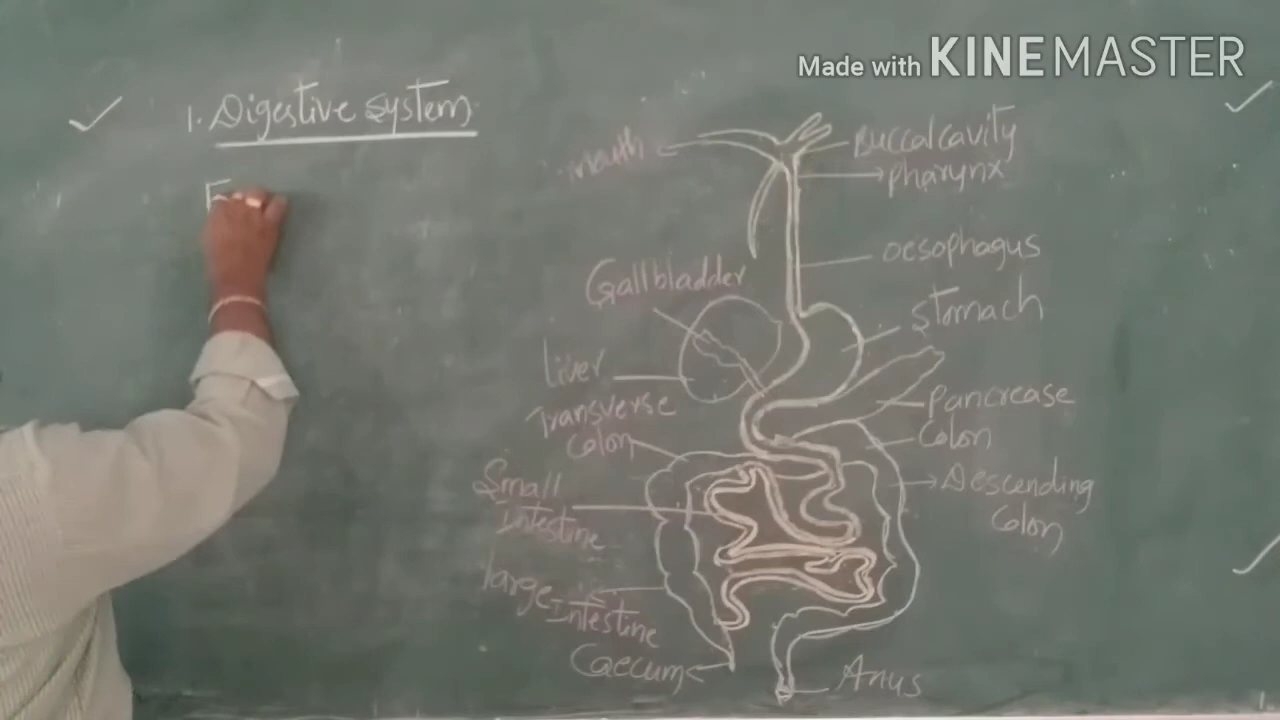 Made with KINEMASTER
1. Digestive system
F
mouth
Buccalcavity
pharynx
oesophagus
Gallbladder
stomach
liver
Pancrease
Transverse
colon
Colon
Descending
Colon
Small
Intestine
large
Intestine
Caecum
Anus